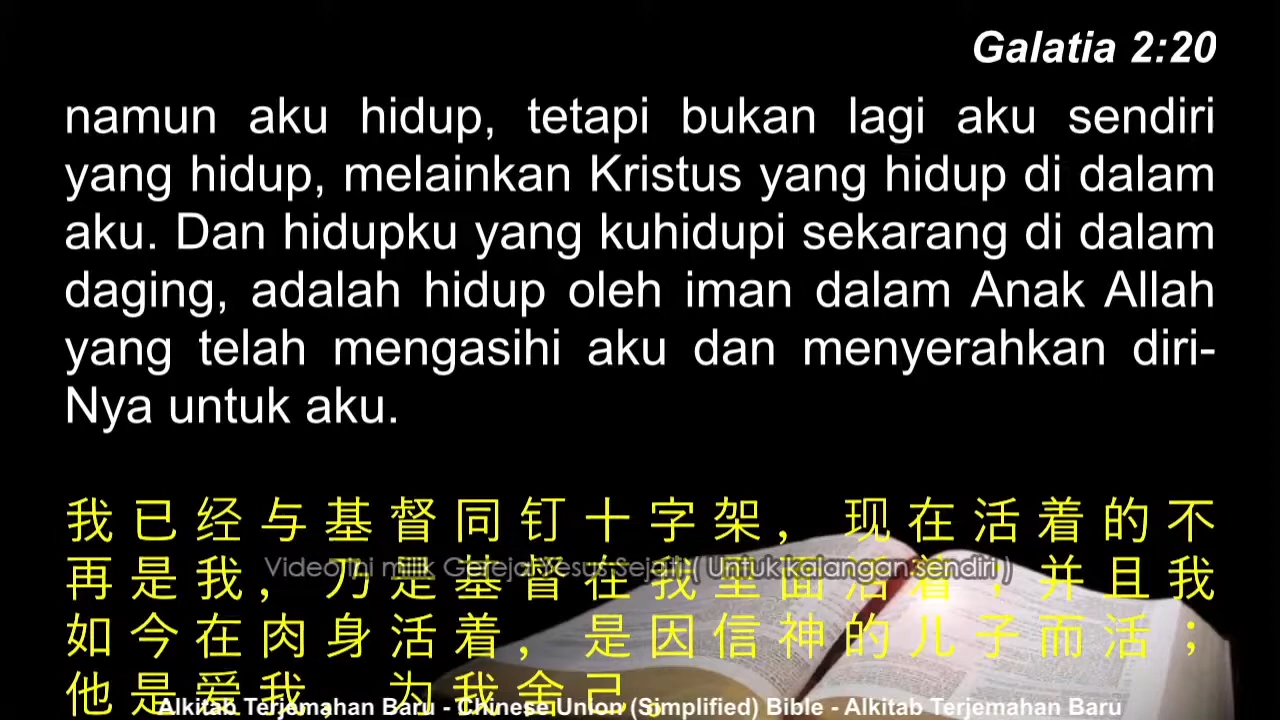 Galatia 2:20
namun aku hidup, tetapi bukan lagi aku sendiri
yang hidup, melainkan Kristus yang hidup di dalam
aku. Dan hidupku yang kuhidupi sekarang di dalam
daging, adalah hidup oleh iman dalam Anak Allah
yang telah mengasihi aku dan menyerahkan diri-
Nya untuk aku.
我已经与基督同钉十字架，现在活着的不
再是我，乃是基督在我里面活着，并且我
Video ini milik Gereja Yesus Sejati ( Untuk kalangan sendiri )
如今在肉身活着，是因信神的儿子而活；
他是爱我，为我舍己。
Alkitab Terjemahan Baru - Chinese Union (Simplified) Bible - Alkitab Terjemahan Baru